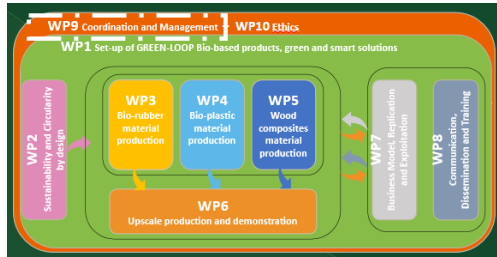 WP9 Coordination and Management - WP10 Ethics
WP1 Set-up of GREEN-LOOP Bio-based products, green and smart solutions
WP2
Sustainability and Circularity
by design
WP3
Bio-rubber
material
production
WP4
Bio-plastic
material
production
WP5
Wood
composites
material
production
WP6
Upscale production and demonstration
WP7
Business Model, Replication
and Exploitation
WP8
Communication,
Dissemination and Training